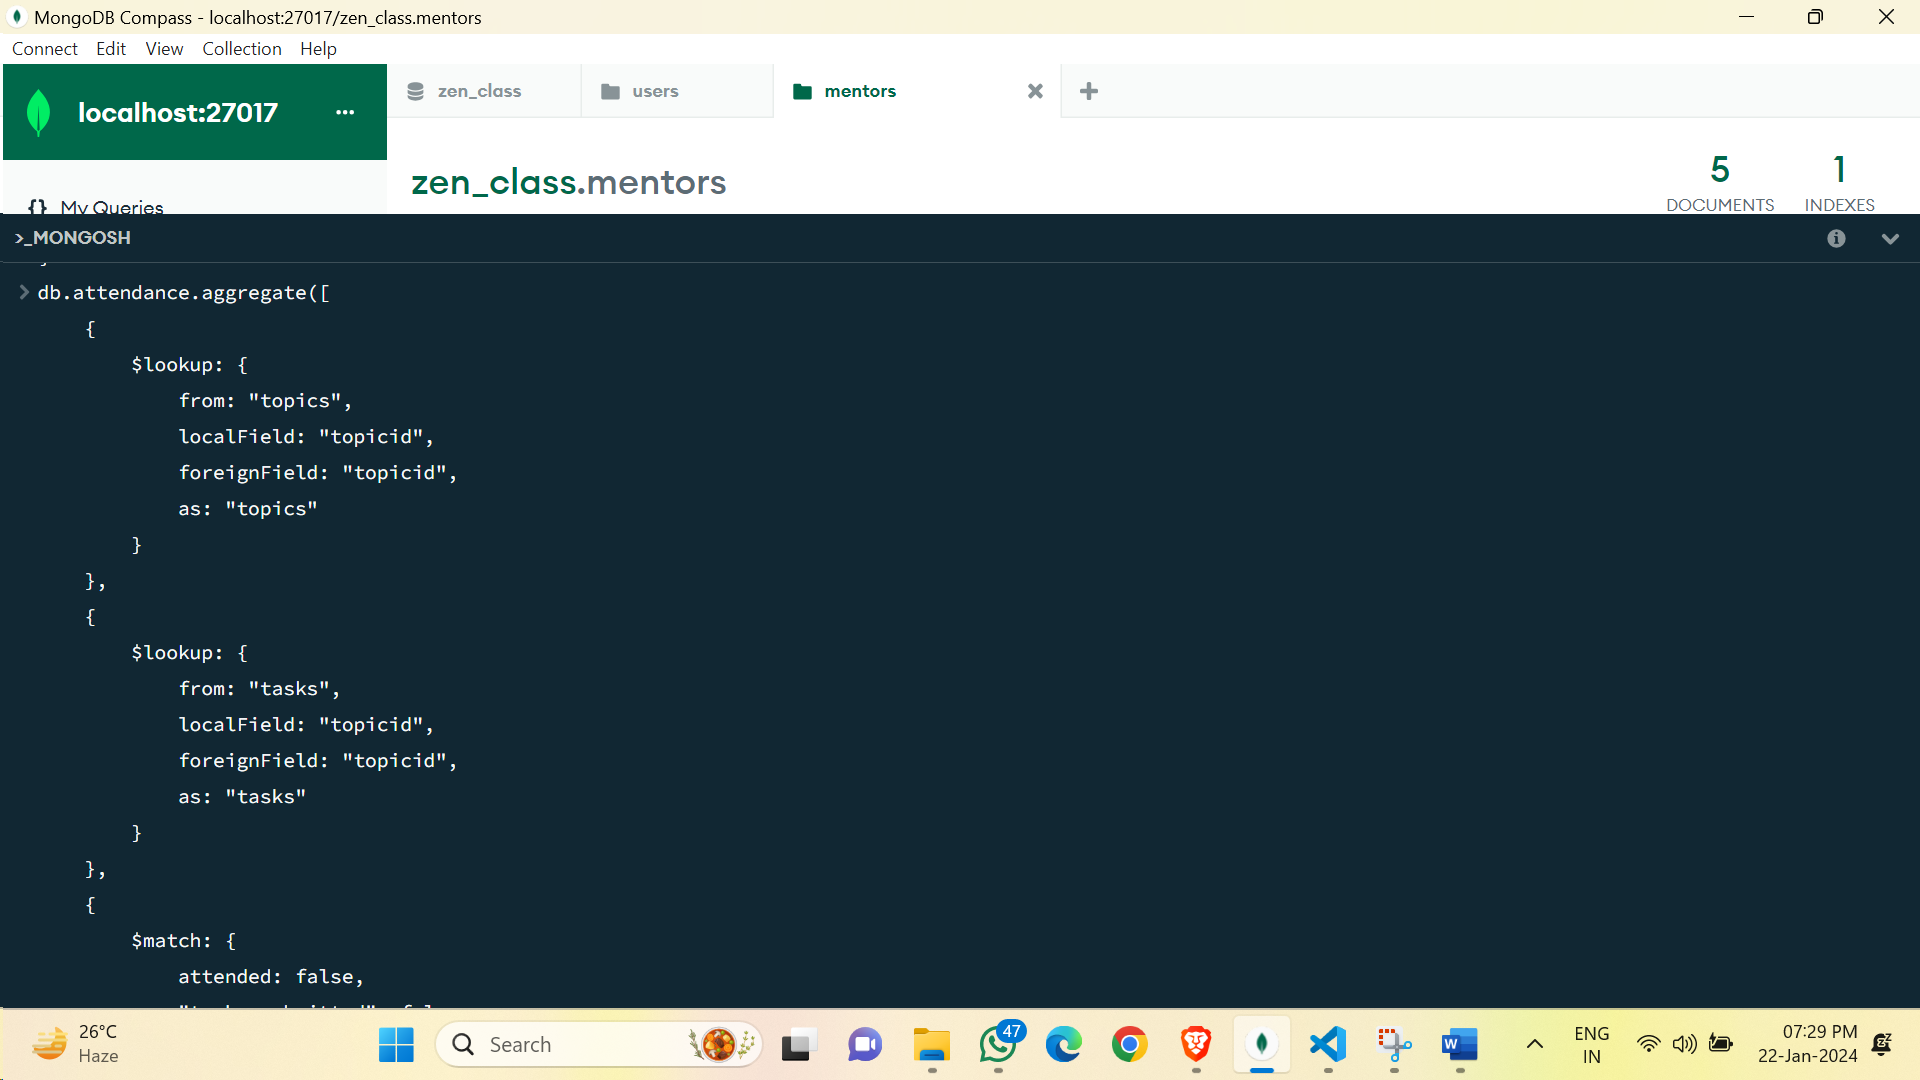 MongoDB Compass - localhost:27017/zen_class.mentors
Connect Edit View Collection Help
localhost:27017 ...
zen_class
users
mentors
zen_class.mentors
5
DOCUMENTS
1
INDEXES
{} My Queries
>_MONGOSH
> db.attendance.aggregate([
{
$lookup: {
from: "topics",
localField: "topicid",
foreignField: "topicid",
as: "topics"
}
},
{
$lookup: {
from: "tasks",
localField: "topicid",
foreignField: "topicid",
as: "tasks"
}
},
{
$match: {
attended: false,
26°C
Haze
Search
47
ENG
IN
07:29 PM
22-Jan-2024